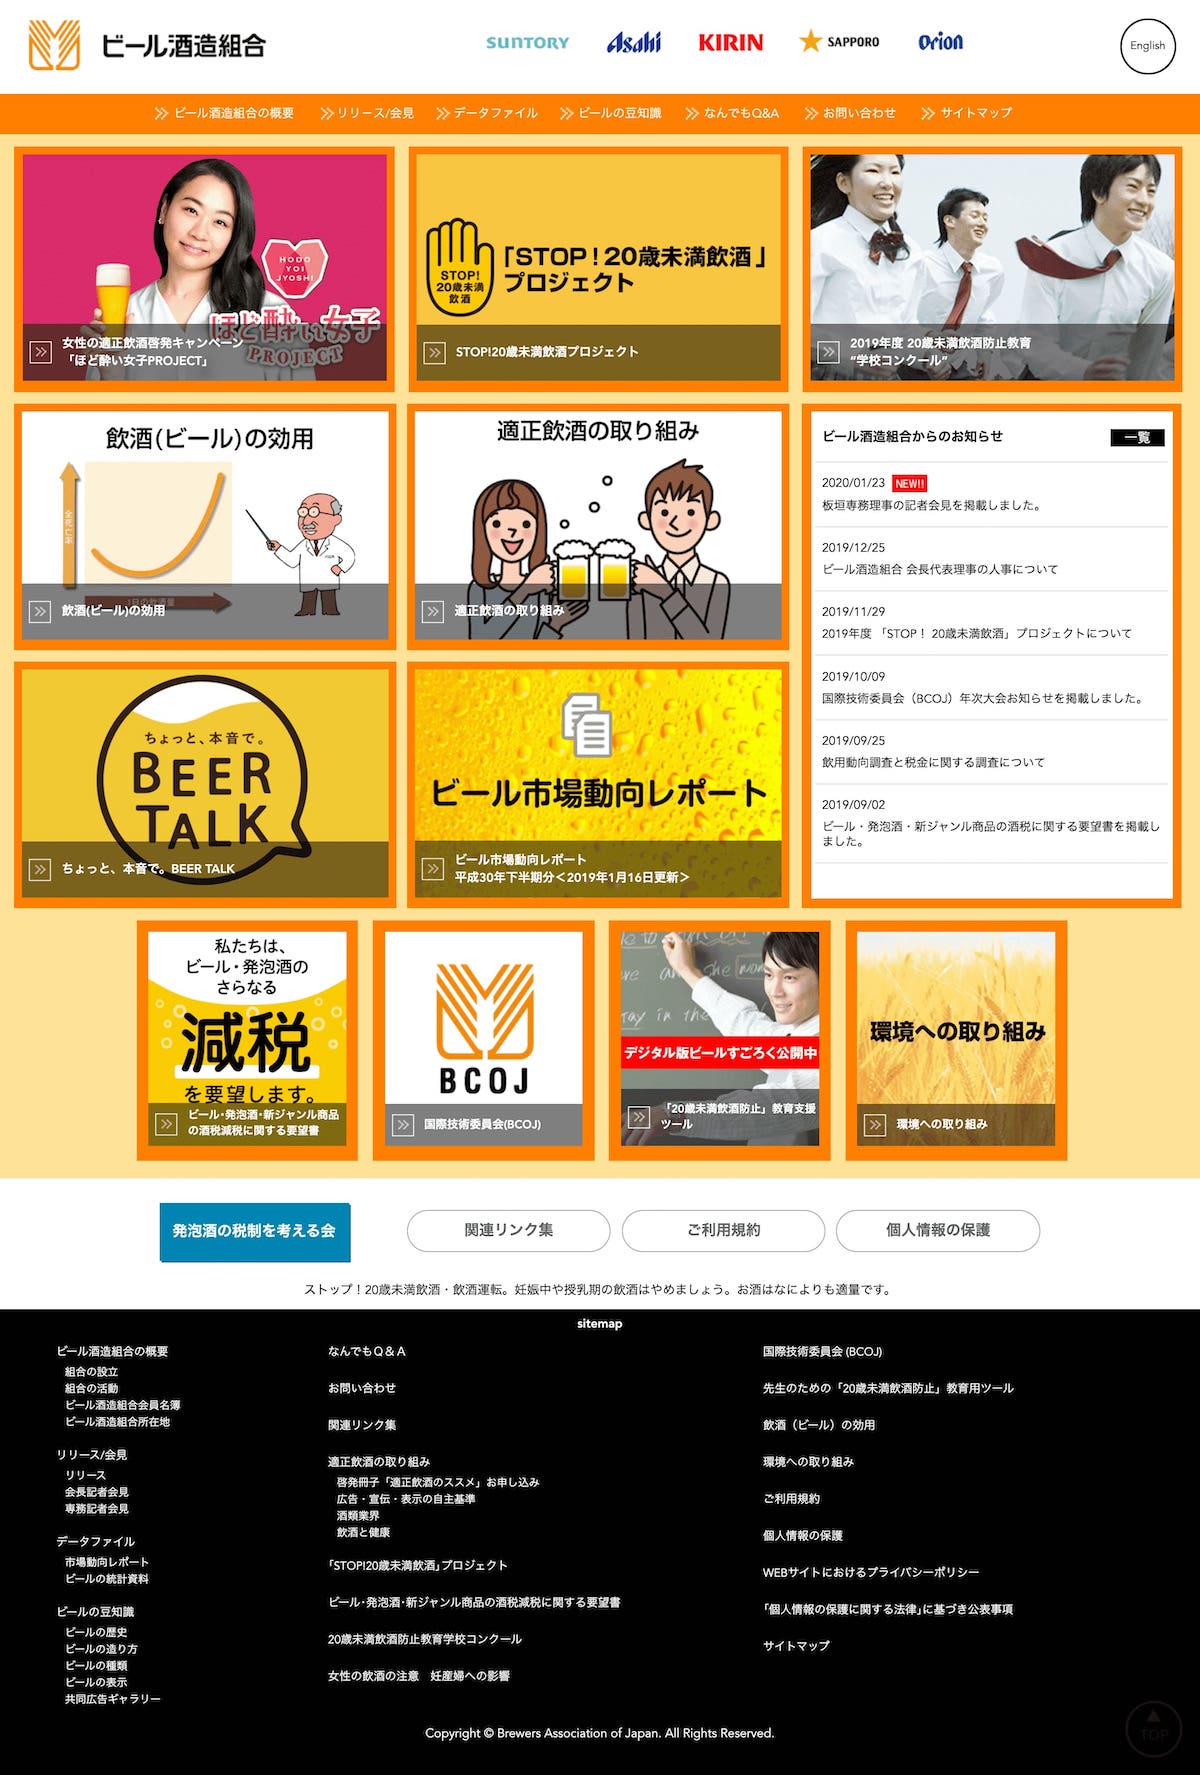 ビール酒造組合
SUNTORY
Asahi
KIRIN
SAPPORO
Orion
English
ビール酒造組合の概要
リリース/会見
データファイル
ビールの豆知識
なんでもQ&A
お問い合わせ
サイトマップ
HODO
YOI
JYOSHI
ほど酔い女子
PROJECT
女性の適正飲酒啓発キャンペーン
「ほど酔い女子PROJECT」
STOP!
20歳未満
飲酒
「STOP!20歳未満飲酒」
プロジェクト
STOP!20歳未満飲酒プロジェクト
2019年度 20歳未満飲酒防止教育
“学校コンクール”
飲酒(ビール)の効用
全死亡率
1日の飲酒量
飲酒(ビール)の効用
適正飲酒の取り組み
適正飲酒の取り組み
ビール酒造組合からのお知らせ
一覧
2020/01/23 NEW!!
板垣専務理事の記者会見を掲載しました。
2019/12/25
ビール酒造組合 会長代表理事の人事について
2019/11/29
2019年度 「STOP！ 20歳未満飲酒」プロジェクトについて
2019/10/09
国際技術委員会（BCOJ）年次大会お知らせを掲載しました。
2019/09/25
飲用動向調査と税金に関する調査について
2019/09/02
ビール・発泡酒・新ジャンル商品の酒税に関する要望書を掲載し
ました。
ちょっと、本音で。
BEER
TALK
ちょっと、本音で。BEER TALK
ビール市場動向レポート
ビール市場動向レポート
平成30年下半期分＜2019年1月16日更新＞
私たちは、
ビール・発泡酒の
さらなる
減税
を要望します。
ビール・発泡酒・新ジャンル商品
の酒税減税に関する要望書
BCOJ
国際技術委員会(BCOJ)
デジタル版ビールすごろく公開中
「20歳未満飲酒防止」教育支援
ツール
環境への取り組み
環境への取り組み
発泡酒の税制を考える会
関連リンク集
ご利用規約
個人情報の保護
ストップ！20歳未満飲酒・飲酒運転。妊娠中や授乳期の飲酒はやめましょう。お酒はなによりも適量です。
sitemap
ビール酒造組合の概要
組合の設立
組合の活動
ビール酒造組合会員名簿
ビール酒造組合所在地
リリース/会見
リリース
会長記者会見
専務記者会見
データファイル
市場動向レポート
ビールの統計資料
ビールの豆知識
ビールの歴史
ビールの造り方
ビールの種類
ビールの表示
共同広告ギャラリー
なんでもＱ＆Ａ
お問い合わせ
関連リンク集
適正飲酒の取り組み
啓発冊子「適正飲酒のススメ」お申し込み
広告・宣伝・表示の自主基準
酒類業界
飲酒と健康
「STOP!20歳未満飲酒」プロジェクト
ビール・発泡酒・新ジャンル商品の酒税減税に関する要望書
20歳未満飲酒防止教育学校コンクール
女性の飲酒の注意　妊産婦への影響
国際技術委員会 (BCOJ)
先生のための「20歳未満飲酒防止」教育用ツール
飲酒（ビール）の効用
環境への取り組み
ご利用規約
個人情報の保護
WEBサイトにおけるプライバシーポリシー
「個人情報の保護に関する法律」に基づき公表事項
サイトマップ
TOP
Copyright © Brewers Association of Japan. All Rights Reserved.